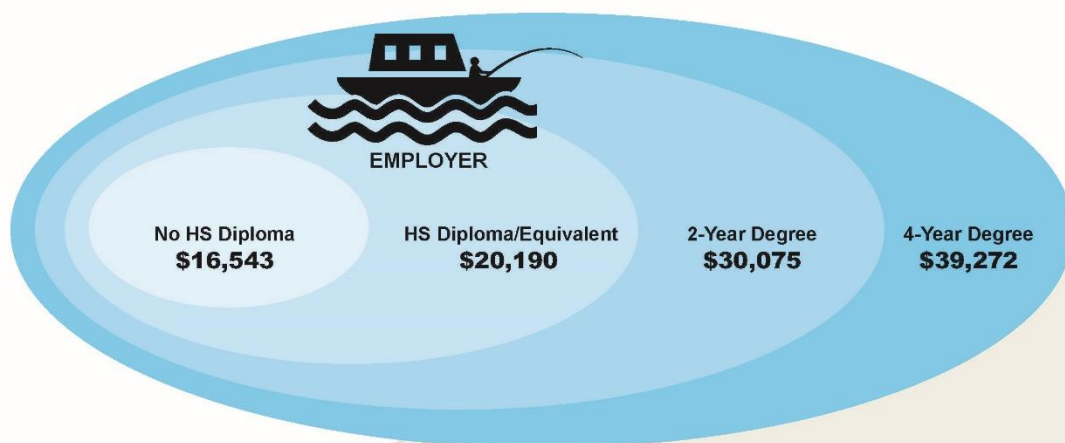 EMPLOYER
No HS Diploma
$16,543
HS Diploma/Equivalent
$20,190
2-Year Degree
$30,075
4-Year Degree
$39,272